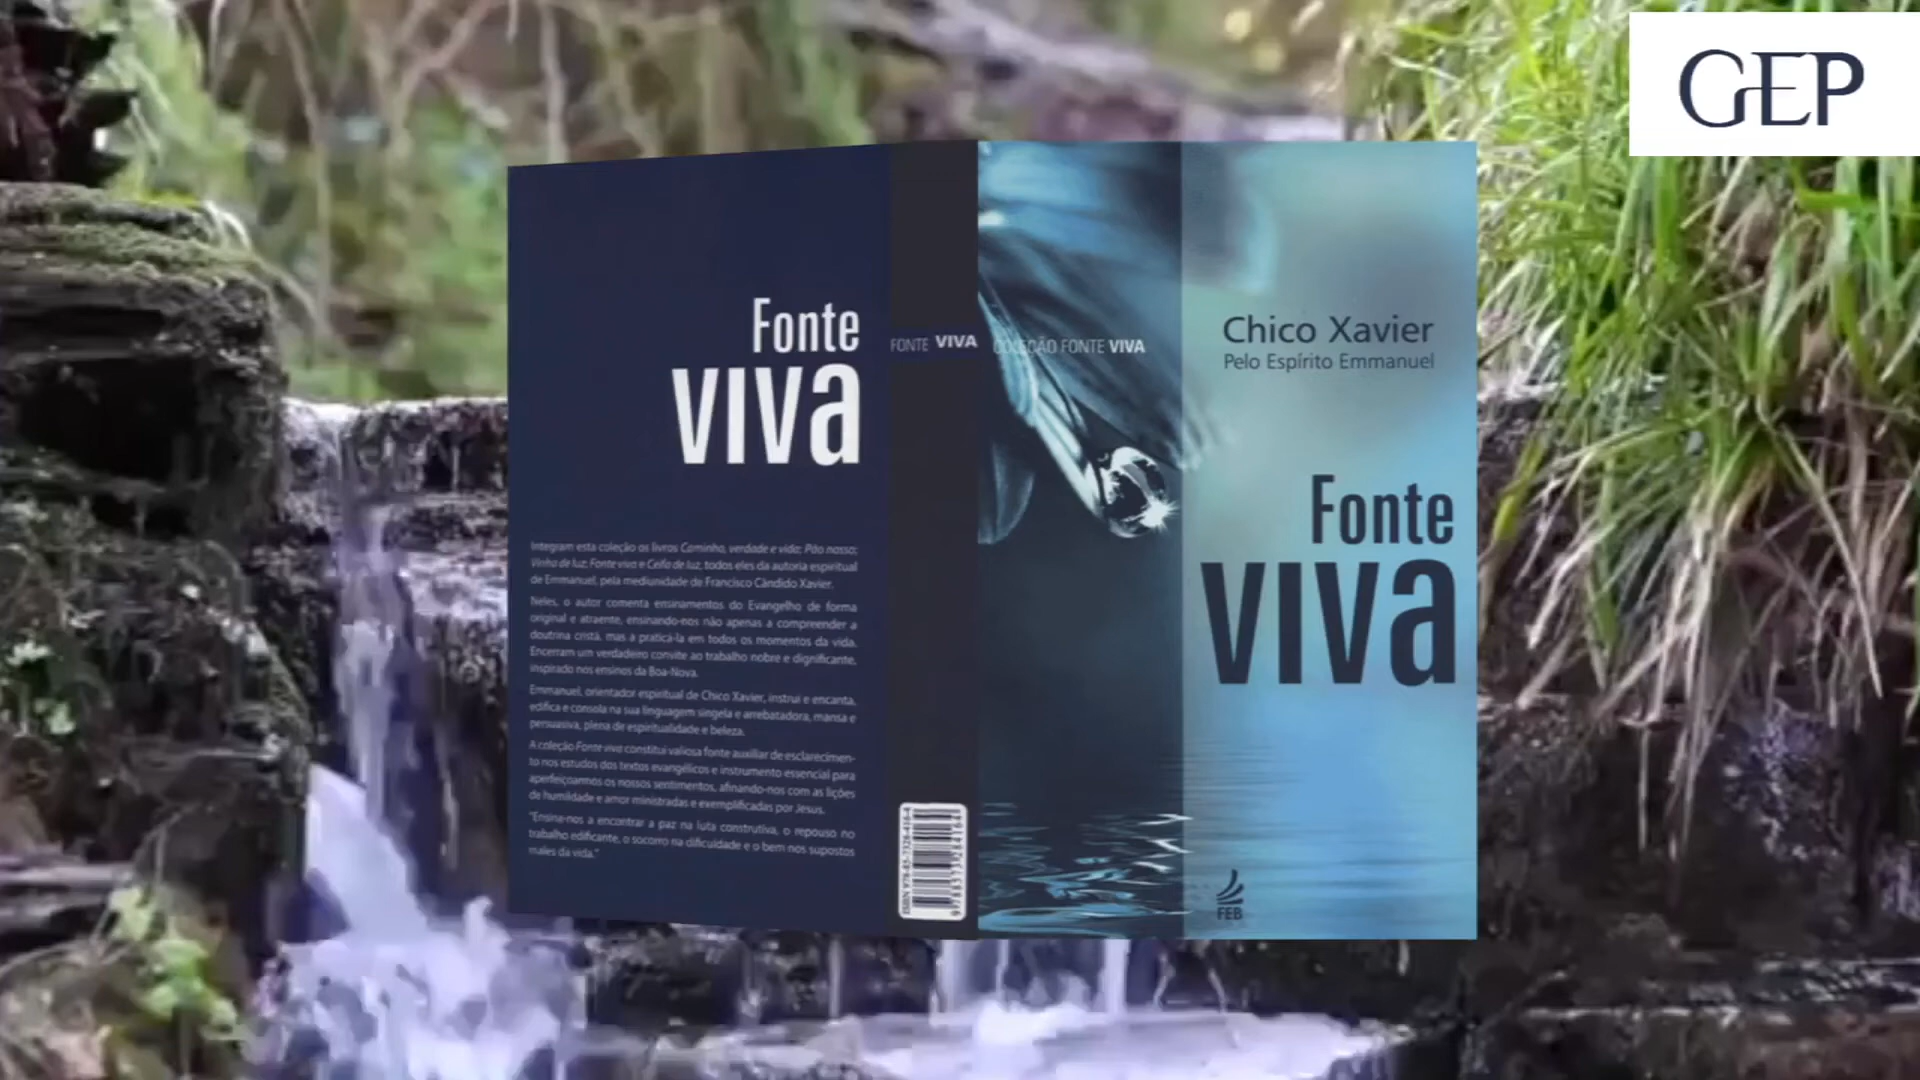 GEP
Fonte
viva
Integram esta coleção os livros Caminho, verdade e vida; Pão nosso;
Vinha de luz; Fonte viva e Ceifa de luz, todos eles da autoria espiritual
de Emmanuel, pela mediunidade de Francisco Cândido Xavier.
Neles, o autor comenta ensinamentos do Evangelho de forma
original e atraente, ensinando-nos não apenas a compreender a
doutrina cristã, mas a praticá-la em todos os momentos da vida.
Encerram um verdadeiro convite ao trabalho nobre e dignificante,
inspirado nos ensinos da Boa-Nova.
Emmanuel, orientador espiritual de Chico Xavier, instrui e encanta,
edifica e consola na sua linguagem singela e arrebatadora, mansa e
persuasiva, plena de espiritualidade e beleza.
A coleção Fonte viva constitui valiosa fonte auxiliar de esclarecimen-
to nos estudos dos textos evangélicos e instrumento essencial para
aperfeiçoarmos os nossos sentimentos, afinando-nos com as lições
de humildade e amor ministradas e exemplificadas por Jesus.
"Ensina-nos a encontrar a paz na luta construtiva, o repouso no
trabalho edificante, o socorro na dificuldade e o bem nos supostos
males da vida."
FONTE VIVA
ISBN 978-85-7328-416-4
9788573284164
COLEÇÃO FONTE VIVA
Chico Xavier
Pelo Espírito Emmanuel
Fonte
viva
FEB